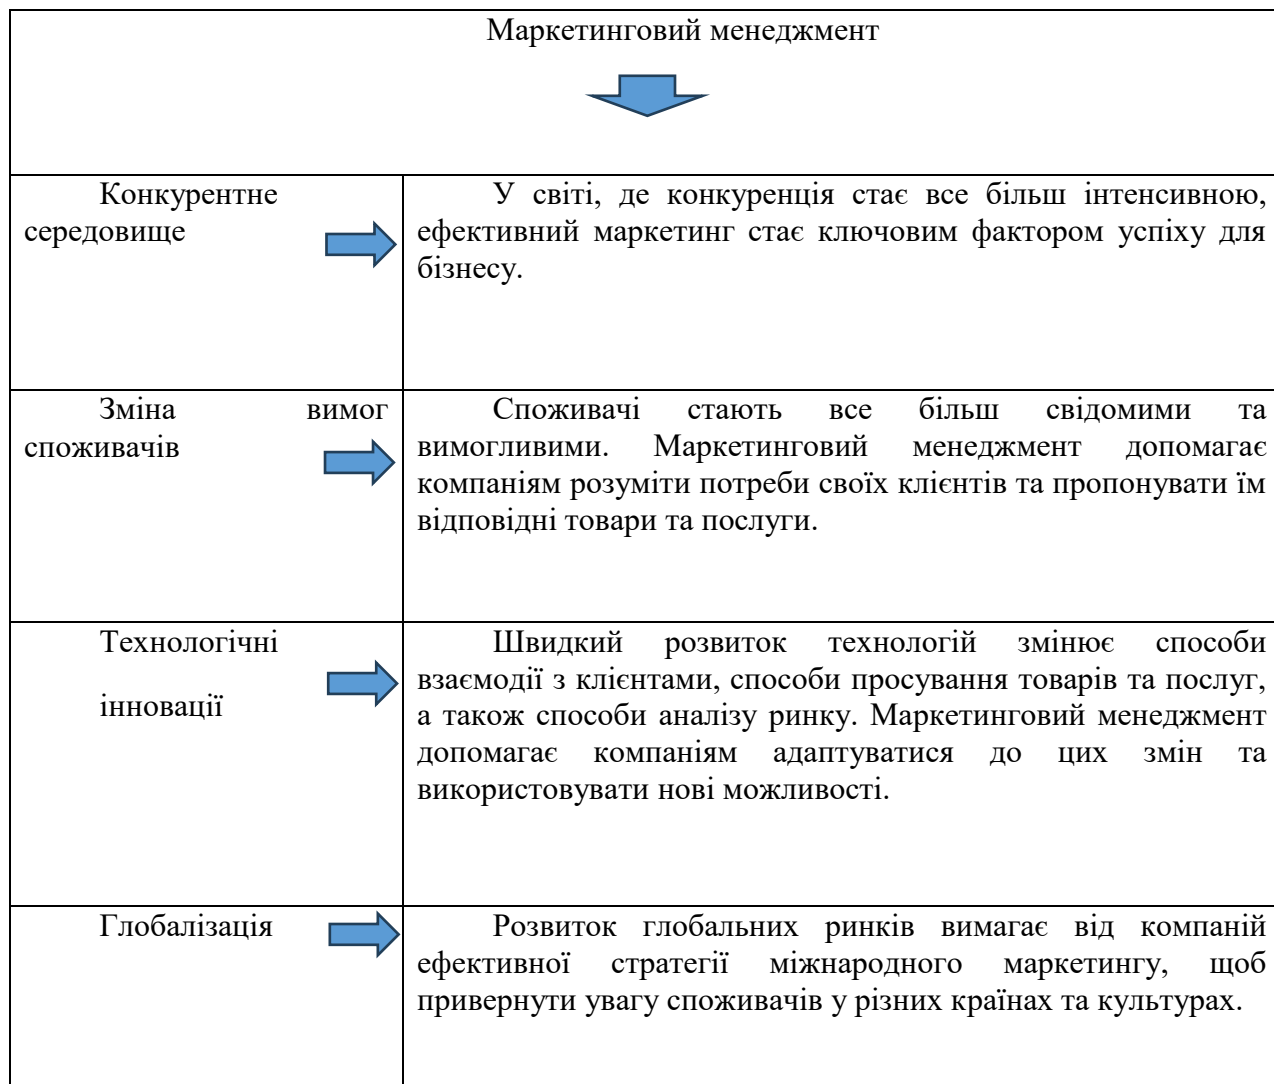 Маркетинговий менеджмент
Конкурентне
середовище
У світі, де конкуренція стає все більш інтенсивною,
ефективний маркетинг стає ключовим фактором успіху для
бізнесу.
Зміна вимог
споживачів
Споживачі стають все більш свідомими та
вимогливими. Маркетинговий менеджмент допомагає
компаніям розуміти потреби своїх клієнтів та пропонувати їм
відповідні товари та послуги.
Технологічні
інновації
Швидкий розвиток технологій змінює способи
взаємодії з клієнтами, способи просування товарів та послуг,
а також способи аналізу ринку. Маркетинговий менеджмент
допомагає компаніям адаптуватися до цих змін та
використовувати нові можливості.
Глобалізація
Розвиток глобальних ринків вимагає від компаній
ефективної стратегії міжнародного маркетингу, щоб
привернути увагу споживачів у різних країнах та культурах.